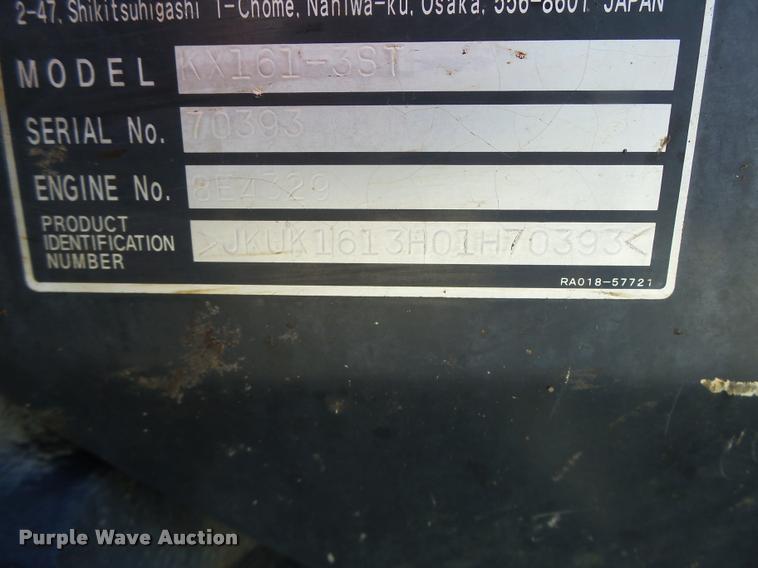 2-47, Shikitsuhigashi 1-Chome, Naniwa-ku, Osaka, 556-8601 JAPAN
MODEL KX161-3ST
SERIAL No. 70393
ENGINE No. 8E4529
PRODUCT IDENTIFICATION NUMBER >JKUK1613H01H70393<
RA018-57721
Purple Wave Auction®